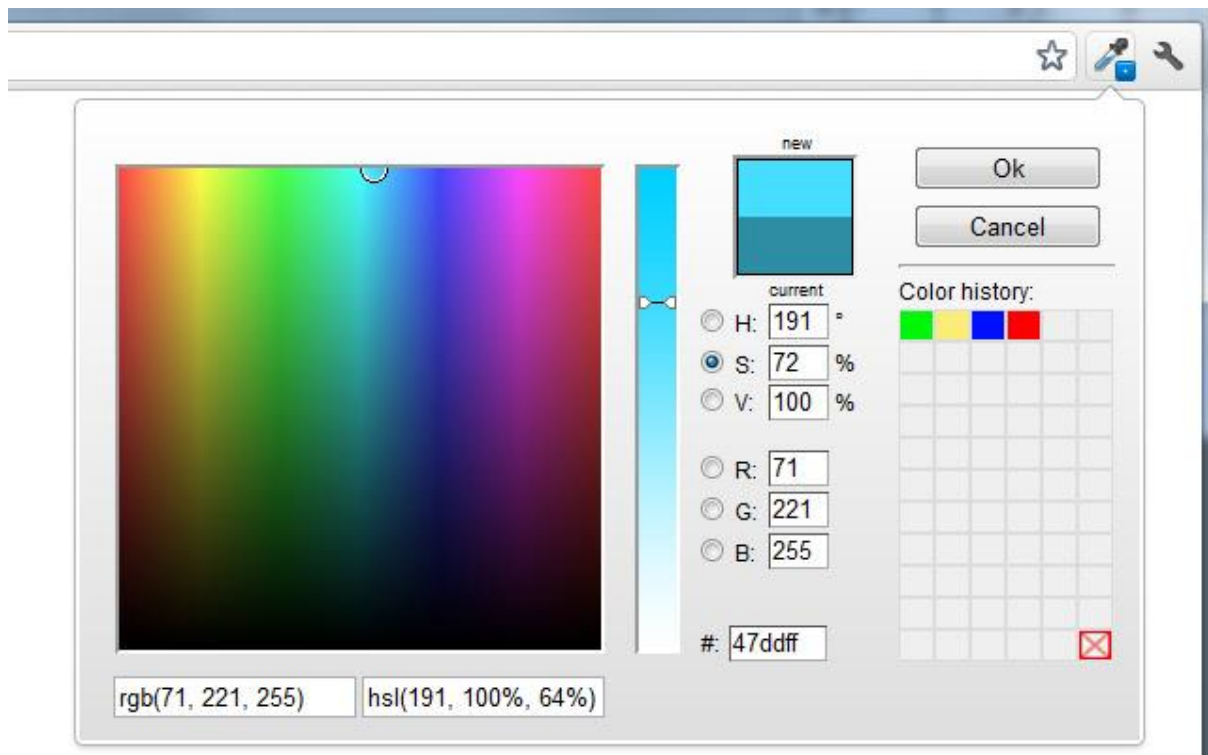 new
Ok
Cancel
current
Color history:
H: 191 °
S: 72 %
V: 100 %
R: 71
G: 221
B: 255
#: 47ddff
rgb(71, 221, 255)
hsl(191, 100%, 64%)